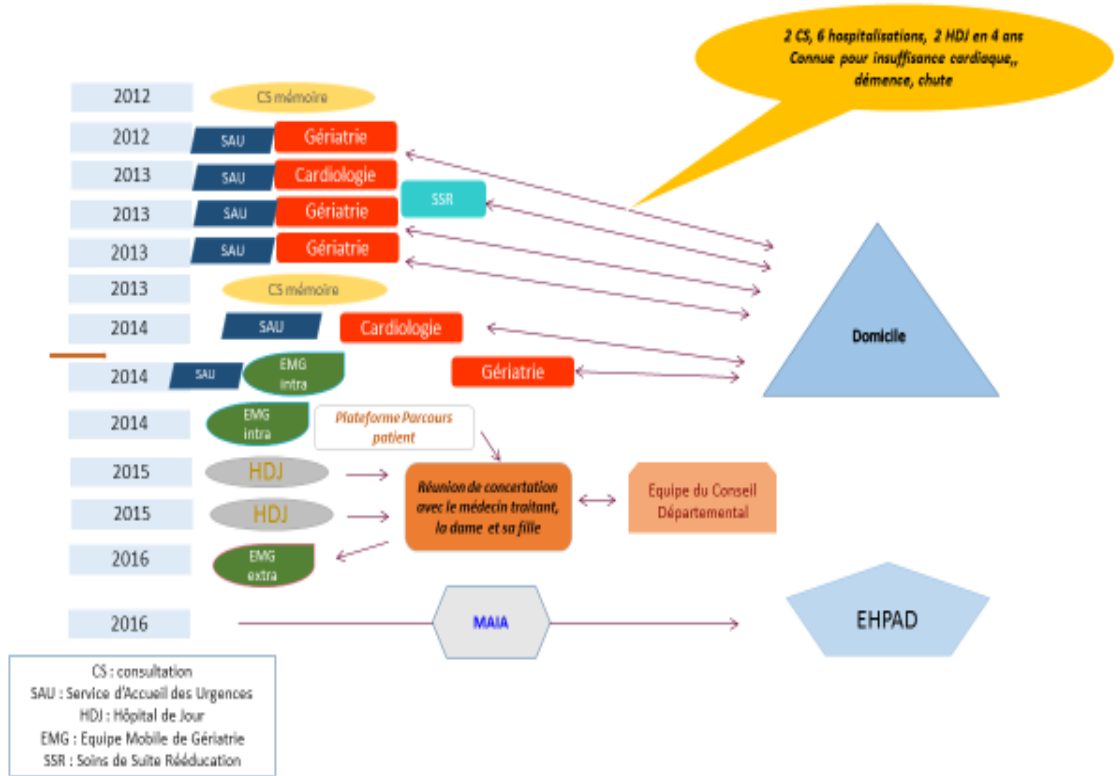 2 CS, 6 hospitalisations, 2 HDJ en 4 ans
Connue pour insuffisance cardiaque,,
démence, chute
2012
CS mémoire
2012
SAU
Gériatrie
2013
SAU
Cardiologie
SSR
2013
SAU
Gériatrie
2013
SAU
Gériatrie
2013
CS mémoire
2014
SAU
Cardiologie
Domicile
2014
SAU
EMG
intra
Gériatrie
2014
EMG
intra
Plateforme Parcours
patient
2015
HDJ
Réunion de concertation
avec le médecin traitant,
la dame et sa fille
Equipe du Conseil
Départemental
2015
HDJ
2016
EMG
extra
2016
MAIA
EHPAD
CS : consultation
SAU : Service d'Accueil des Urgences
HDJ : Hôpital de Jour
EMG : Equipe Mobile de Gériatrie
SSR : Soins de Suite Rééducation